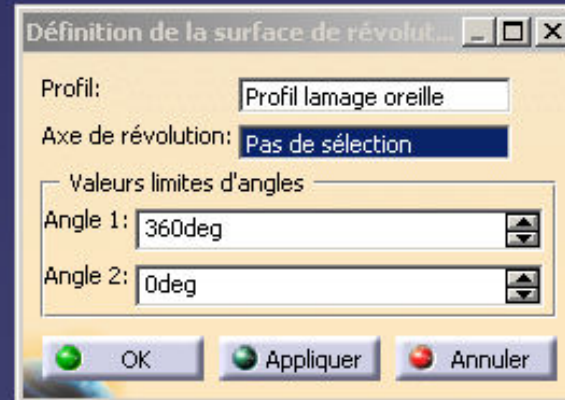 Définition de la surface de révolut...
Profil: Profil lamage oreille
Axe de révolution: Pas de sélection
Valeurs limites d'angles
Angle 1: 360deg
Angle 2: 0deg
OK Appliquer Annuler